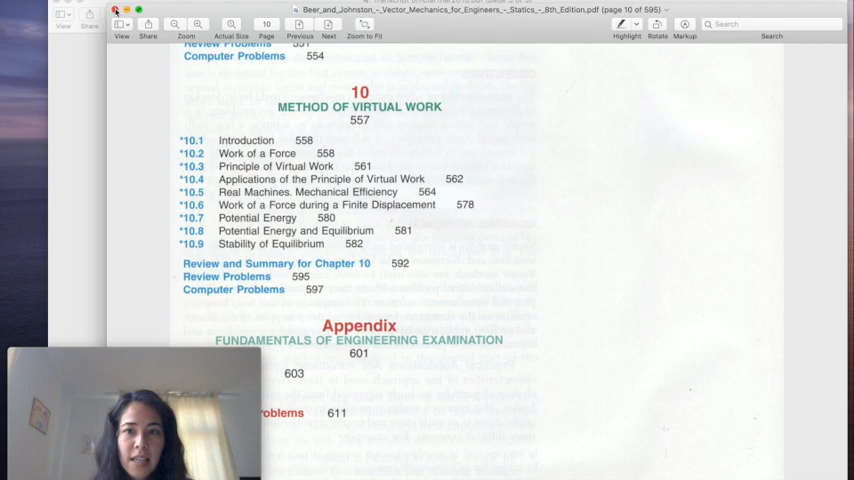 Beer_and_Johnston_-_Vector_Mechanics_for_Engineers_-_Statics_-_8th_Edition.pdf (page 10 of 595)
View Share
View Share Zoom Actual Size Page Previous Next Zoom to Fit Highlight Rotate Markup Search
10
Search
Review Problems 551
Computer Problems 554
10
METHOD OF VIRTUAL WORK
557
*10.1 Introduction 558
*10.2 Work of a Force 558
*10.3 Principle of Virtual Work 561
*10.4 Applications of the Principle of Virtual Work 562
*10.5 Real Machines. Mechanical Efficiency 564
*10.6 Work of a Force during a Finite Displacement 578
*10.7 Potential Energy 580
*10.8 Potential Energy and Equilibrium 581
*10.9 Stability of Equilibrium 582
Review and Summary for Chapter 10 592
Review Problems 595
Computer Problems 597
Appendix
FUNDAMENTALS OF ENGINEERING EXAMINATION
601
603
oblems 611